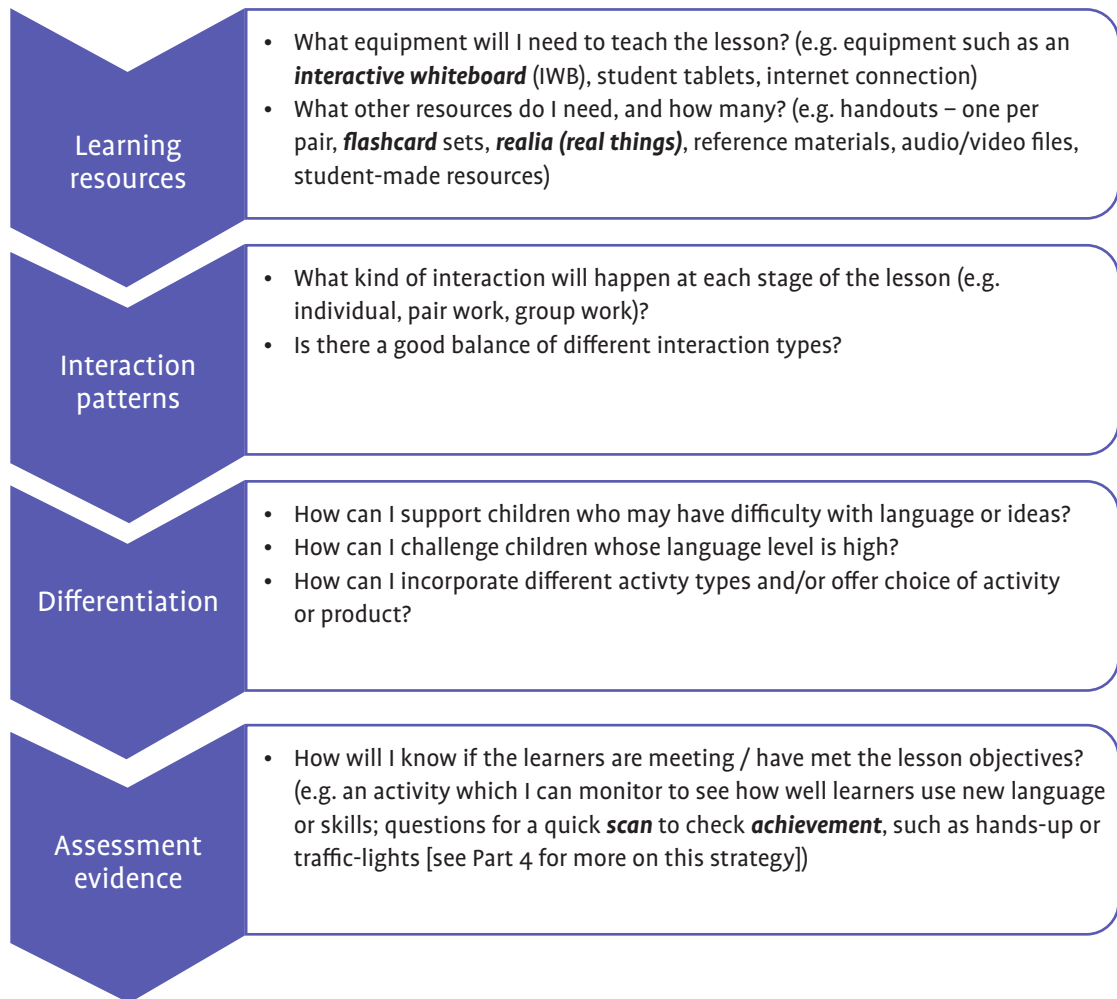 Learning
resources
• What equipment will I need to teach the lesson? (e.g. equipment such as an
interactive whiteboard (IWB), student tablets, internet connection)
• What other resources do I need, and how many? (e.g. handouts – one per
pair, flashcard sets, realia (real things), reference materials, audio/video files,
student-made resources)
Interaction
patterns
• What kind of interaction will happen at each stage of the lesson (e.g.
individual, pair work, group work)?
• Is there a good balance of different interaction types?
Differentiation
• How can I support children who may have difficulty with language or ideas?
• How can I challenge children whose language level is high?
• How can I incorporate different activty types and/or offer choice of activity
or product?
Assessment
evidence
• How will I know if the learners are meeting / have met the lesson objectives?
(e.g. an activity which I can monitor to see how well learners use new language
or skills; questions for a quick scan to check achievement, such as hands-up or
traffic-lights [see Part 4 for more on this strategy])